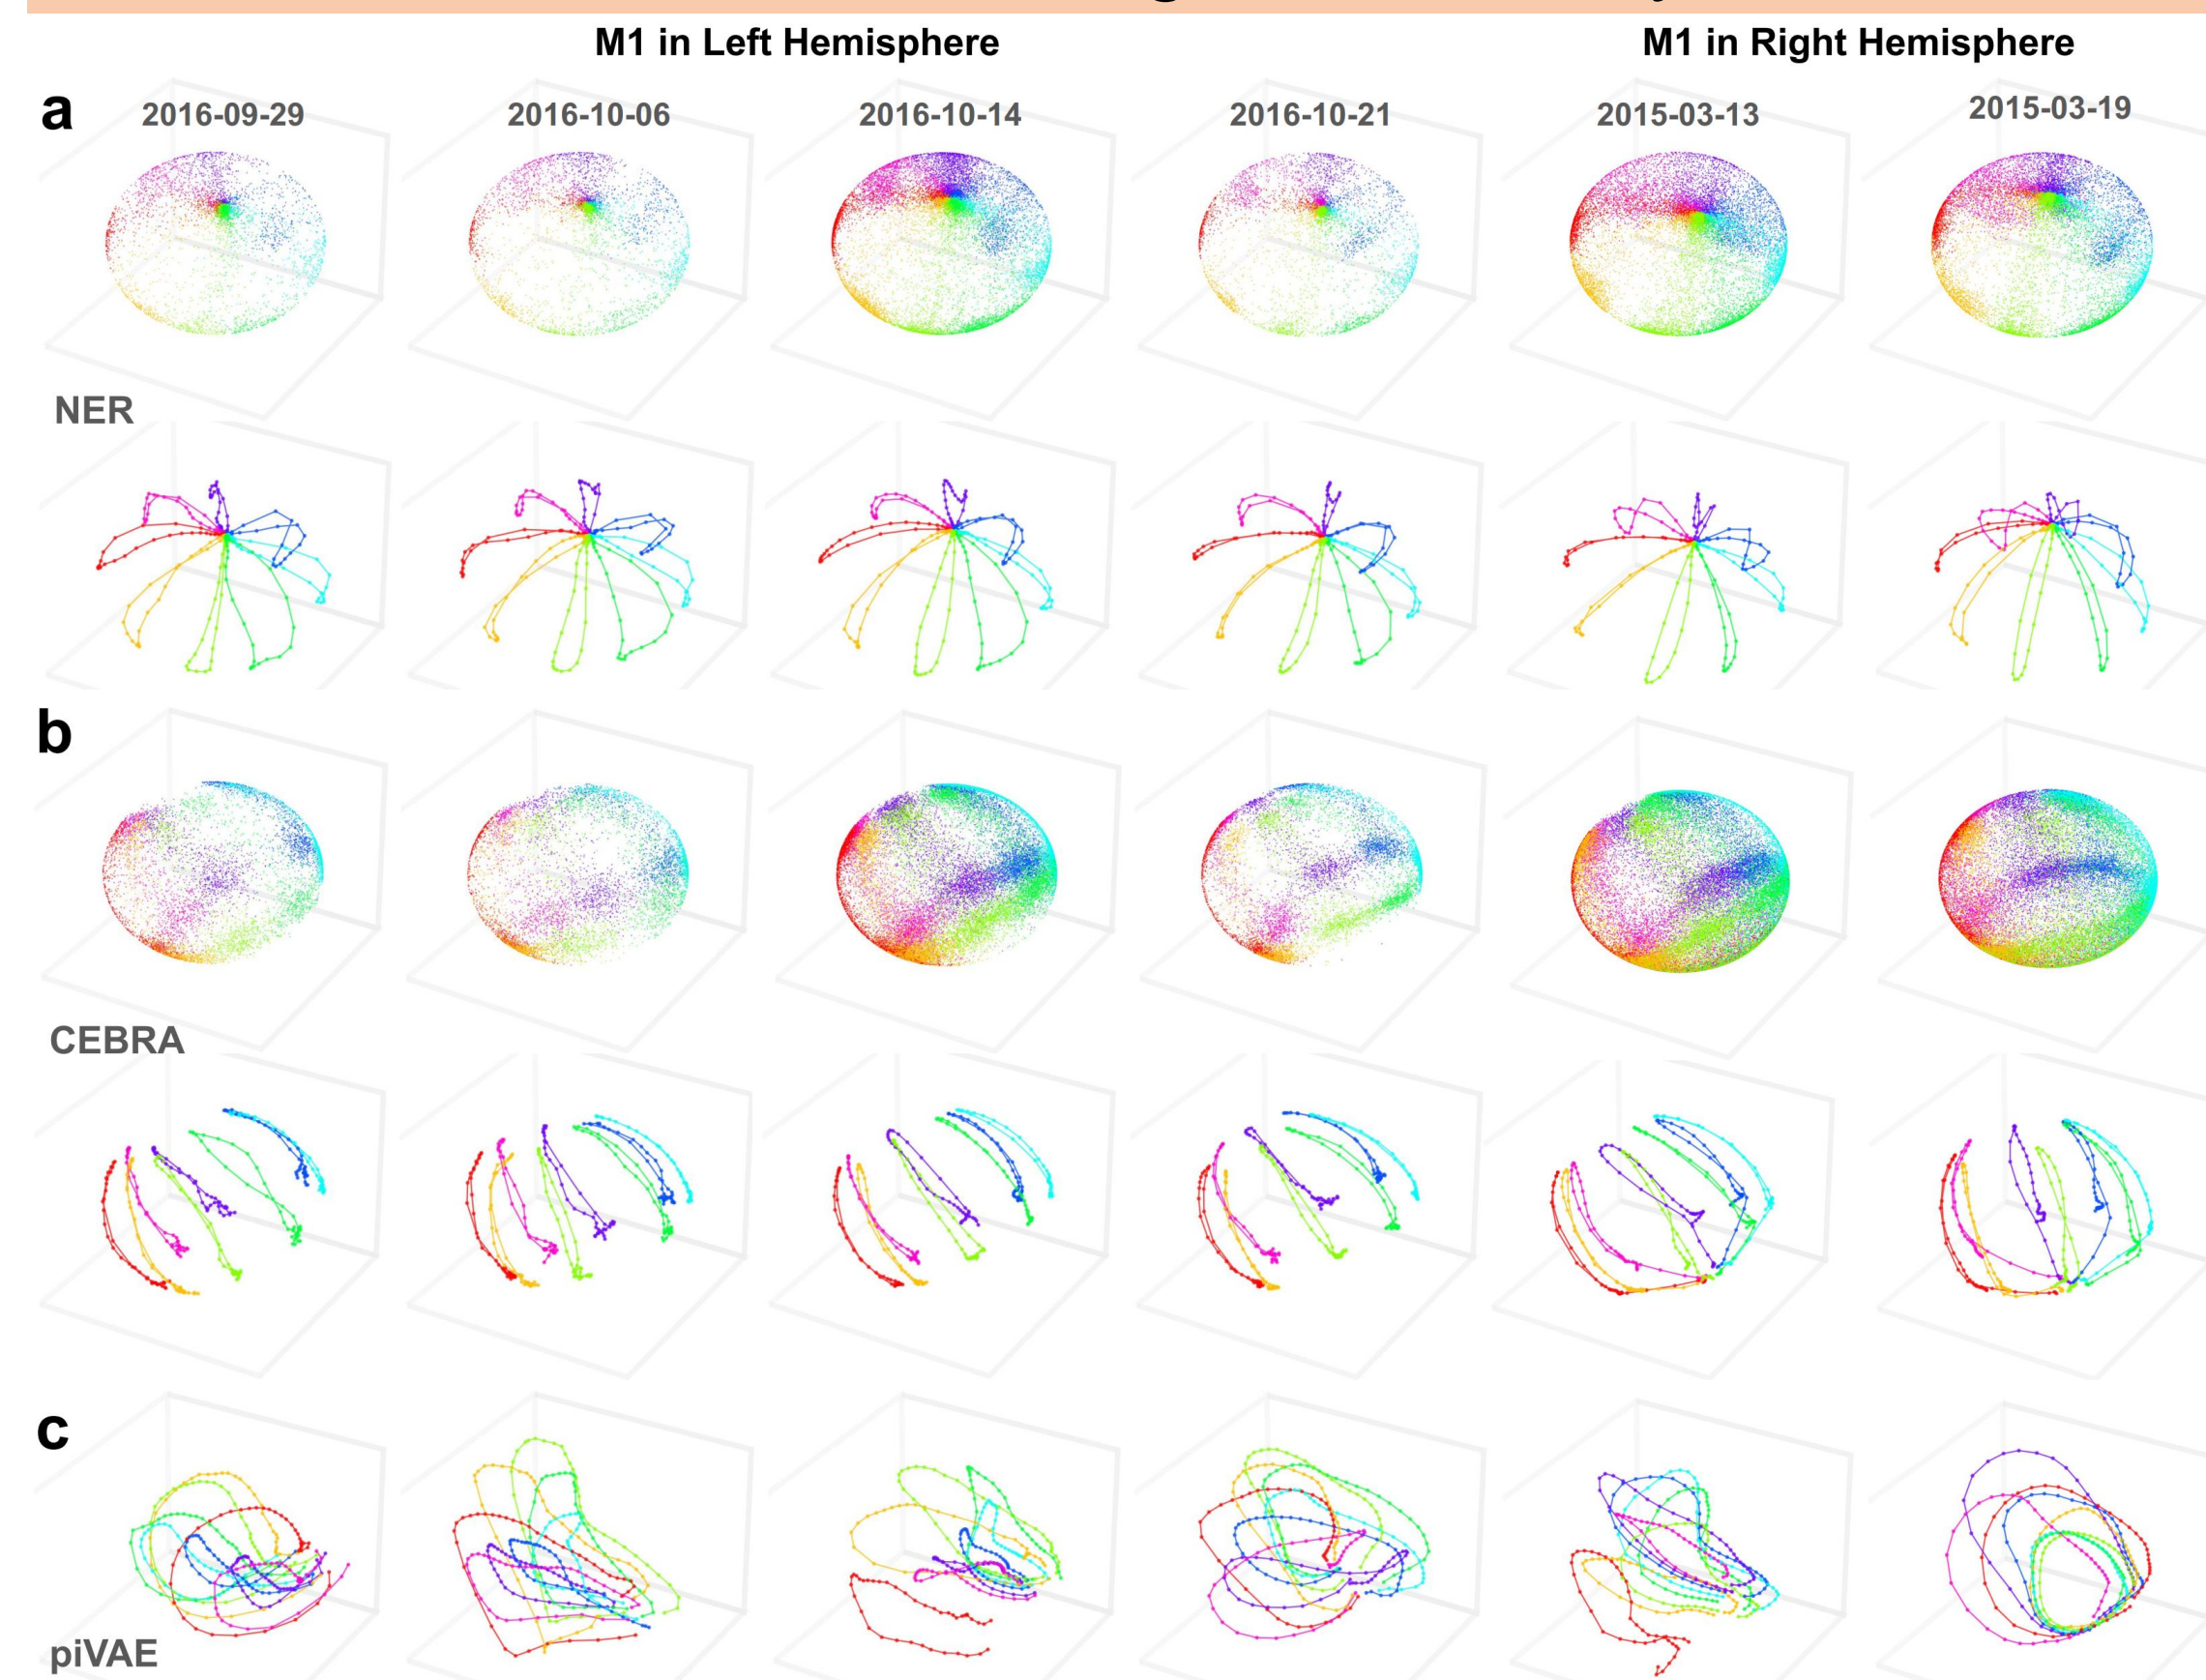 M1 in Left Hemisphere
M1 in Right Hemisphere
a
2016-09-29
2016-10-06
2016-10-14
2016-10-21
2015-03-13
2015-03-19
NER
b
CEBRA
c
piVAE